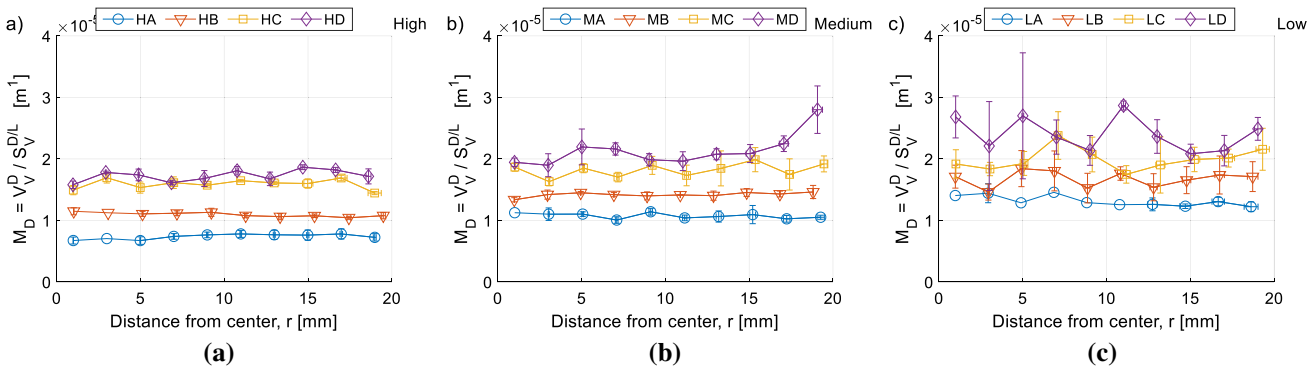 a) ×10⁻⁵ HA HB HC HD High
4
3
2
1
0
M_D = V_V^D / S_V^{D/L} [m¹]
0 5 10 15 20
Distance from center, r [mm]
(a)
b) ×10⁻⁵ MA MB MC MD Medium
4
3
2
1
0
M_D = V_V^D / S_V^{D/L} [m¹]
0 5 10 15 20
Distance from center, r [mm]
(b)
c) ×10⁻⁵ LA LB LC LD Low
4
3
2
1
0
M_D = V_V^D / S_V^{D/L} [m¹]
0 5 10 15 20
Distance from center, r [mm]
(c)